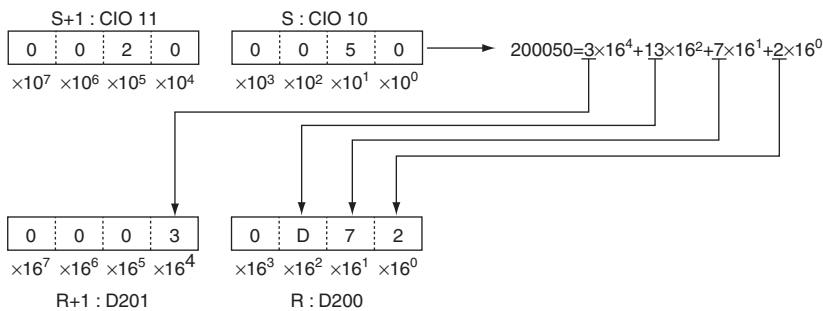 S+1 : CIO 11 S : CIO 10
0 0 2 0 0 0 5 0 200050=3×16⁴+13×16²+7×16¹+2×16⁰
×10⁷ ×10⁶ ×10⁵ ×10⁴ ×10³ ×10² ×10¹ ×10⁰
0 0 0 3 0 D 7 2
×16⁷ ×16⁶ ×16⁵ ×16⁴ ×16³ ×16² ×16¹ ×16⁰
R+1 : D201 R : D200